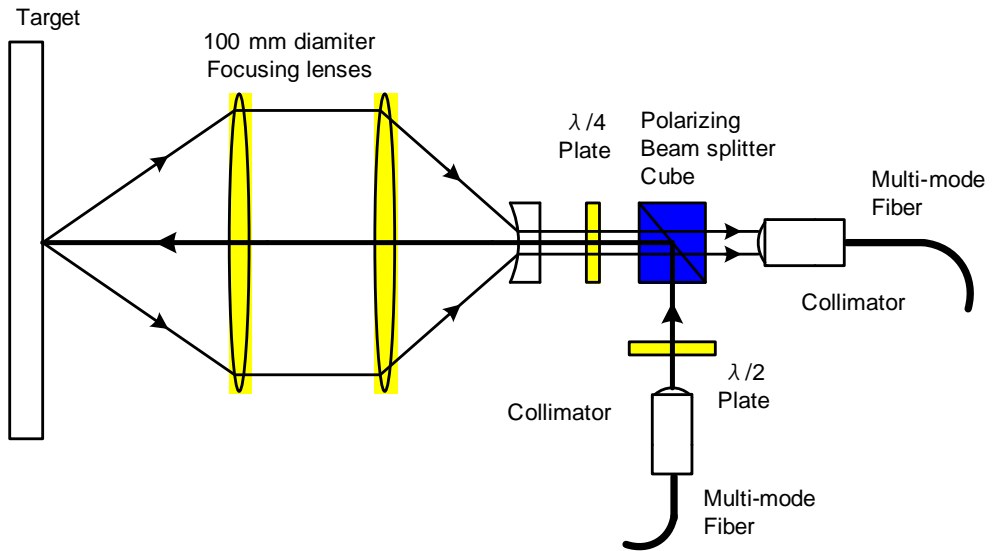 Target
100 mm diamiter
Focusing lenses
λ/4
Plate
Polarizing
Beam splitter
Cube
Multi-mode
Fiber
Collimator
λ/2
Plate
Collimator
Multi-mode
Fiber